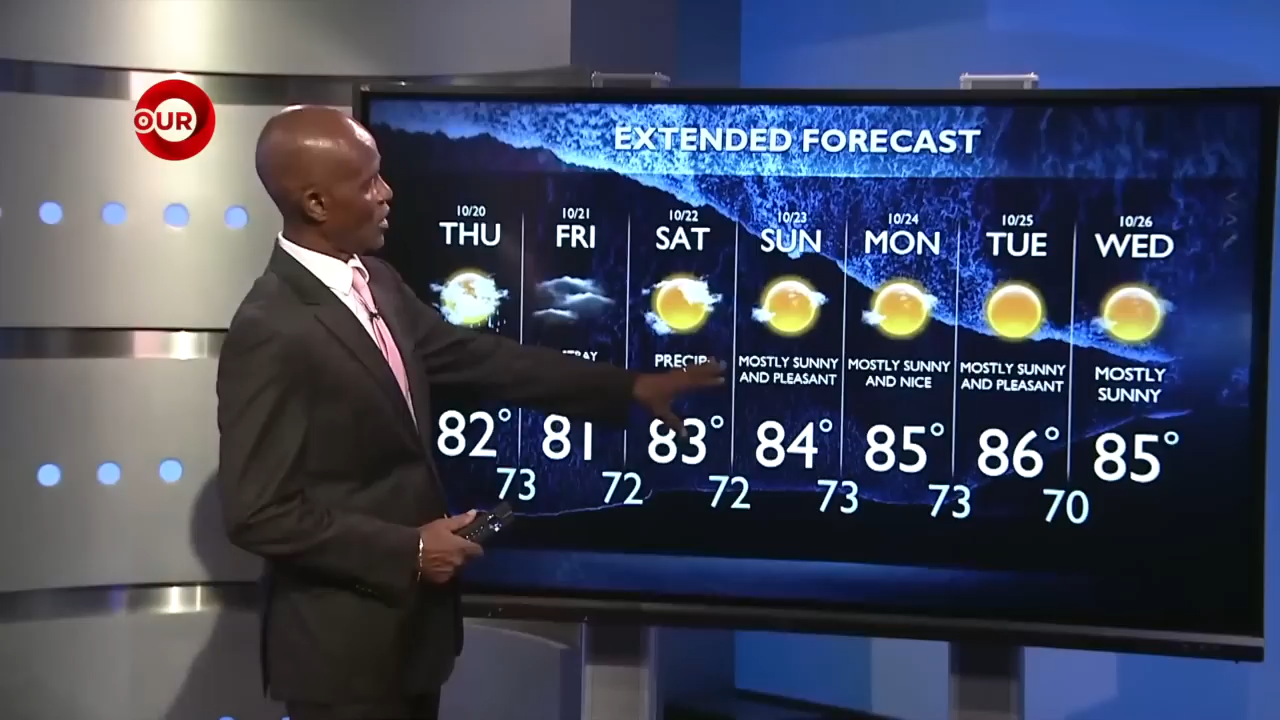 OUR
EXTENDED FORECAST
10/20
THU
82°
73
10/21
FRI
81
72
10/22
SAT
83°
72
10/23
SUN
MOSTLY SUNNY
AND PLEASANT
84°
73
10/24
MON
MOSTLY SUNNY
AND NICE
85°
73
10/25
TUE
MOSTLY SUNNY
AND PLEASANT
86°
70
10/26
WED
MOSTLY
SUNNY
85°